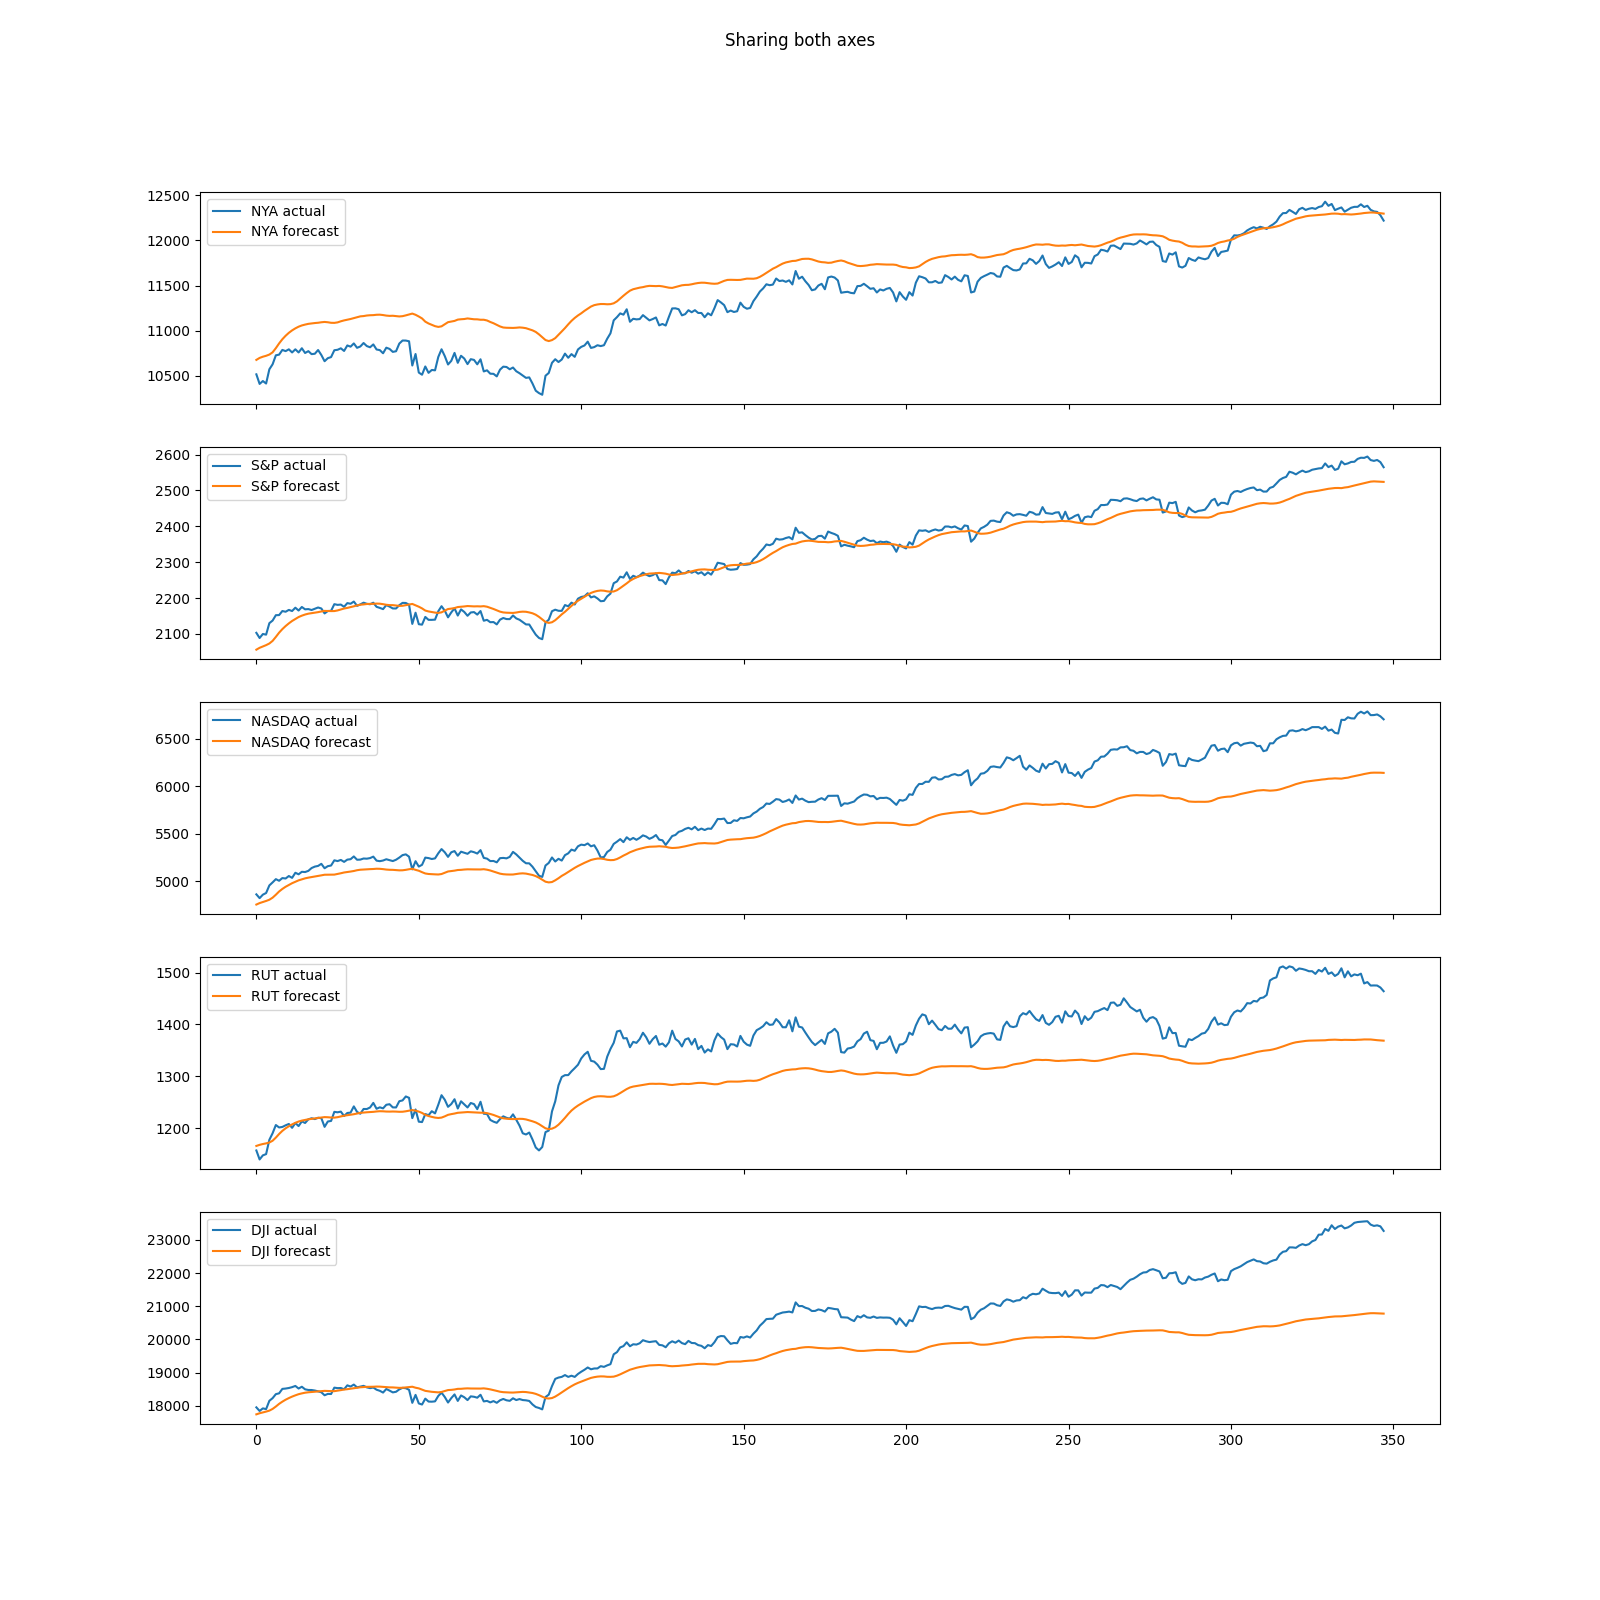 Sharing both axes
12500
12000
11500
11000
10500
NYA actual
NYA forecast
2600
2500
2400
2300
2200
2100
S&P actual
S&P forecast
6500
6000
5500
5000
NASDAQ actual
NASDAQ forecast
1500
1400
1300
1200
RUT actual
RUT forecast
23000
22000
21000
20000
19000
18000
DJI actual
DJI forecast
0 50 100 150 200 250 300 350